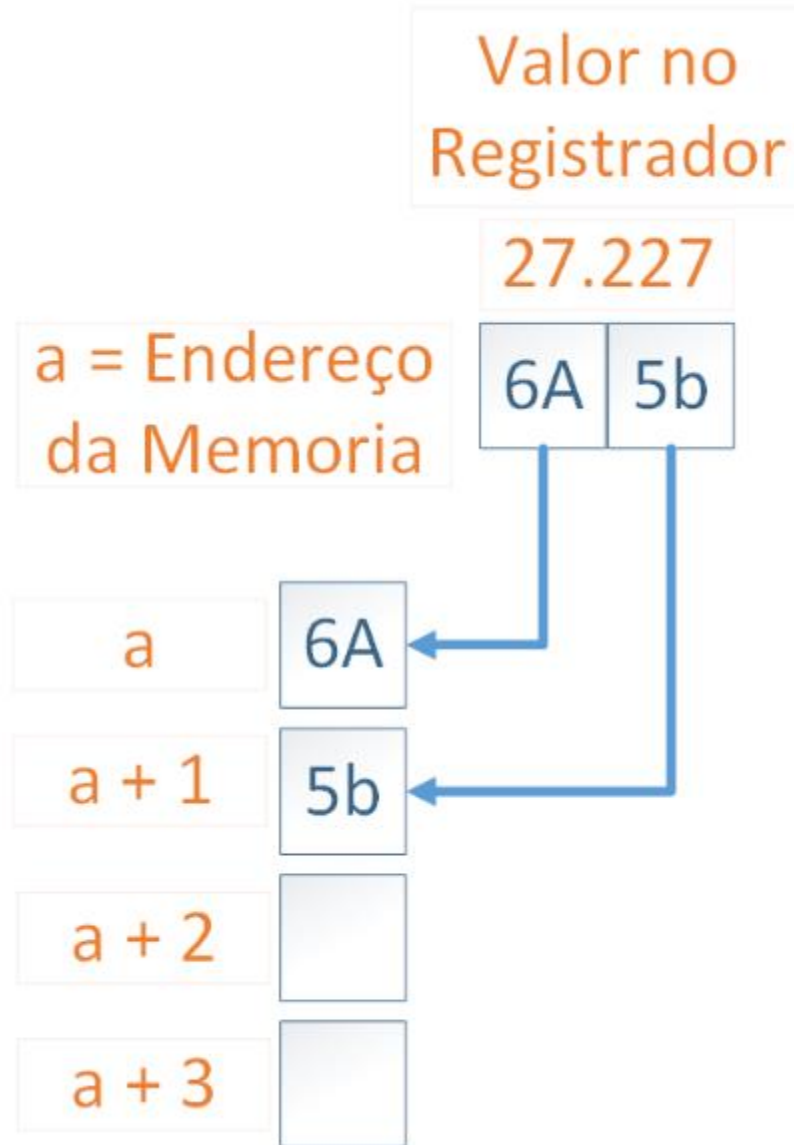 Valor no
Registrador
27.227
a = Endereço
da Memoria
6A 5b
a 6A
a + 1 5b
a + 2
a + 3